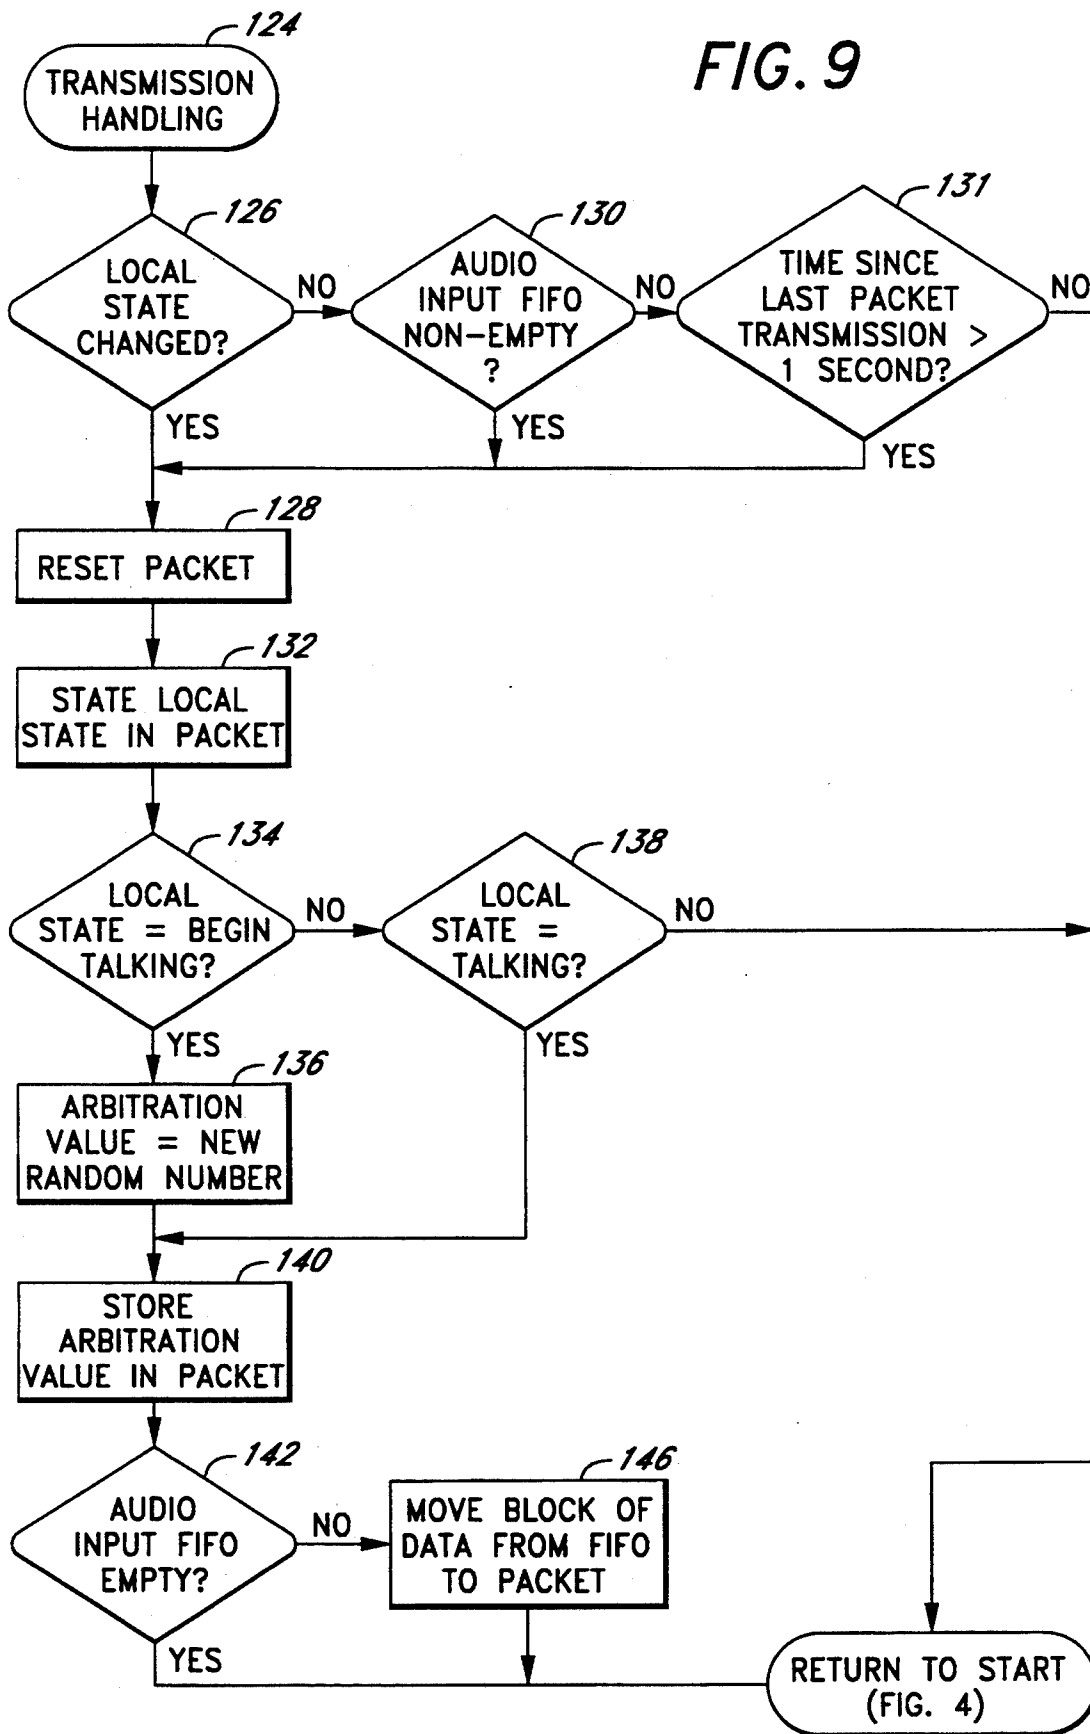 FIG. 9
124
TRANSMISSION
HANDLING
126
LOCAL
STATE
CHANGED?
NO
YES
130
AUDIO
INPUT FIFO
NON-EMPTY
?
NO
YES
131
TIME SINCE
LAST PACKET
TRANSMISSION >
1 SECOND?
NO
YES
128
RESET PACKET
132
STATE LOCAL
STATE IN PACKET
134
LOCAL
STATE = BEGIN
TALKING?
NO
YES
138
LOCAL
STATE =
TALKING?
NO
YES
136
ARBITRATION
VALUE = NEW
RANDOM NUMBER
140
STORE
ARBITRATION
VALUE IN PACKET
142
AUDIO
INPUT FIFO
EMPTY?
NO
YES
146
MOVE BLOCK OF
DATA FROM FIFO
TO PACKET
RETURN TO START
(FIG. 4)